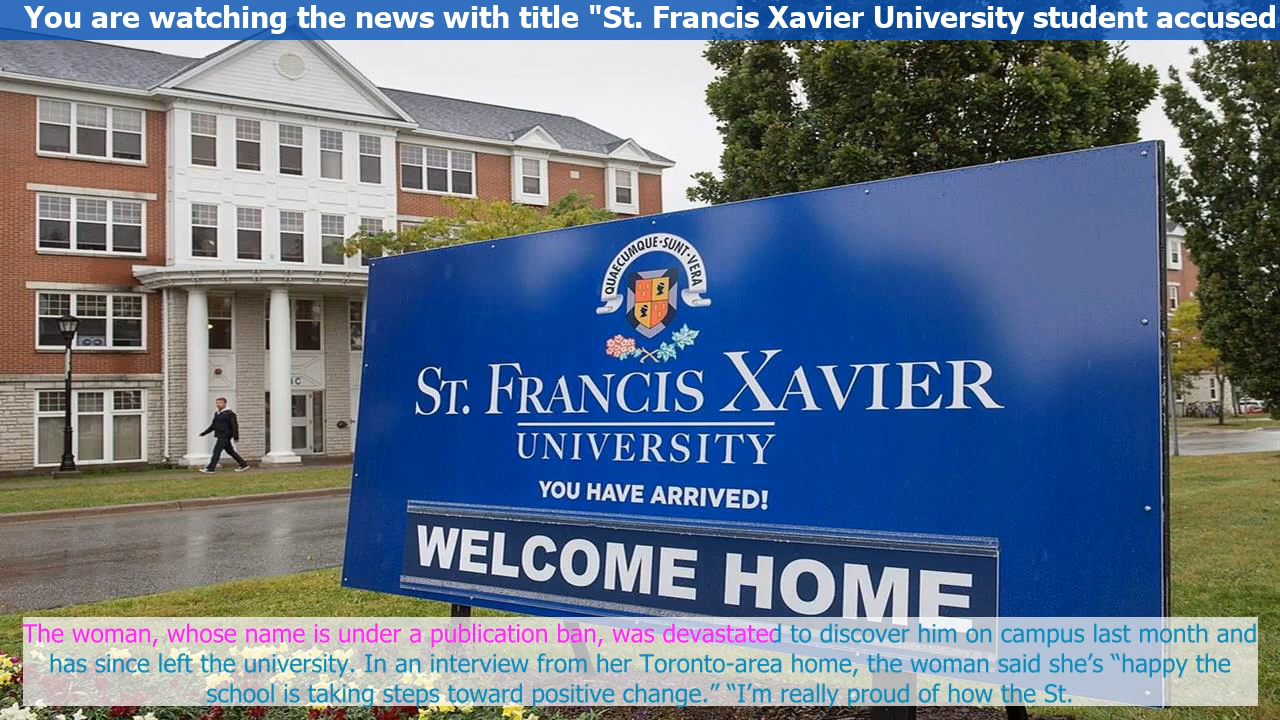 You are watching the news with title "St. Francis Xavier University student accused
QUAECUMQUE·SUNT·VERA
ST. FRANCIS XAVIER
UNIVERSITY
YOU HAVE ARRIVED!
WELCOME HOME
The woman, whose name is under a publication ban, was devastated to discover him on campus last month and
has since left the university. In an interview from her Toronto-area home, the woman said she’s “happy the
school is taking steps toward positive change.” “I’m really proud of how the St.